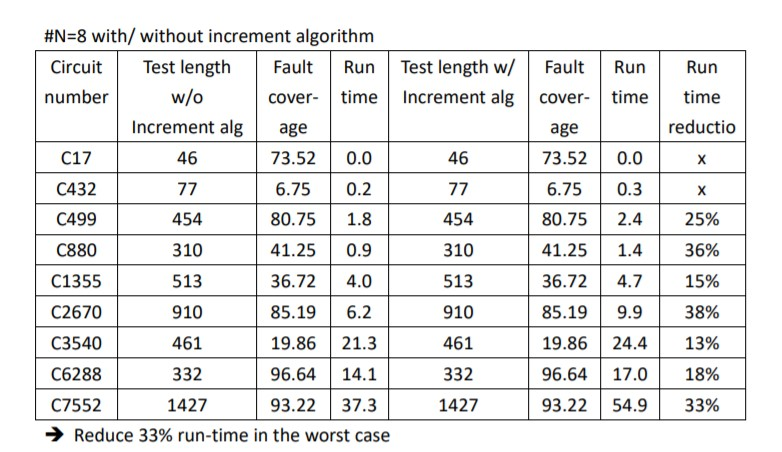 #N=8 with/ without increment algorithm
Circuit number | Test length w/o Increment alg | Fault cover-age | Run time | Test length w/ Increment alg | Fault cover-age | Run time | Run time reductio
C17 | 46 | 73.52 | 0.0 | 46 | 73.52 | 0.0 | x
C432 | 77 | 6.75 | 0.2 | 77 | 6.75 | 0.3 | x
C499 | 454 | 80.75 | 1.8 | 454 | 80.75 | 2.4 | 25%
C880 | 310 | 41.25 | 0.9 | 310 | 41.25 | 1.4 | 36%
C1355 | 513 | 36.72 | 4.0 | 513 | 36.72 | 4.7 | 15%
C2670 | 910 | 85.19 | 6.2 | 910 | 85.19 | 9.9 | 38%
C3540 | 461 | 19.86 | 21.3 | 461 | 19.86 | 24.4 | 13%
C6288 | 332 | 96.64 | 14.1 | 332 | 96.64 | 17.0 | 18%
C7552 | 1427 | 93.22 | 37.3 | 1427 | 93.22 | 54.9 | 33%
➔ Reduce 33% run-time in the worst case